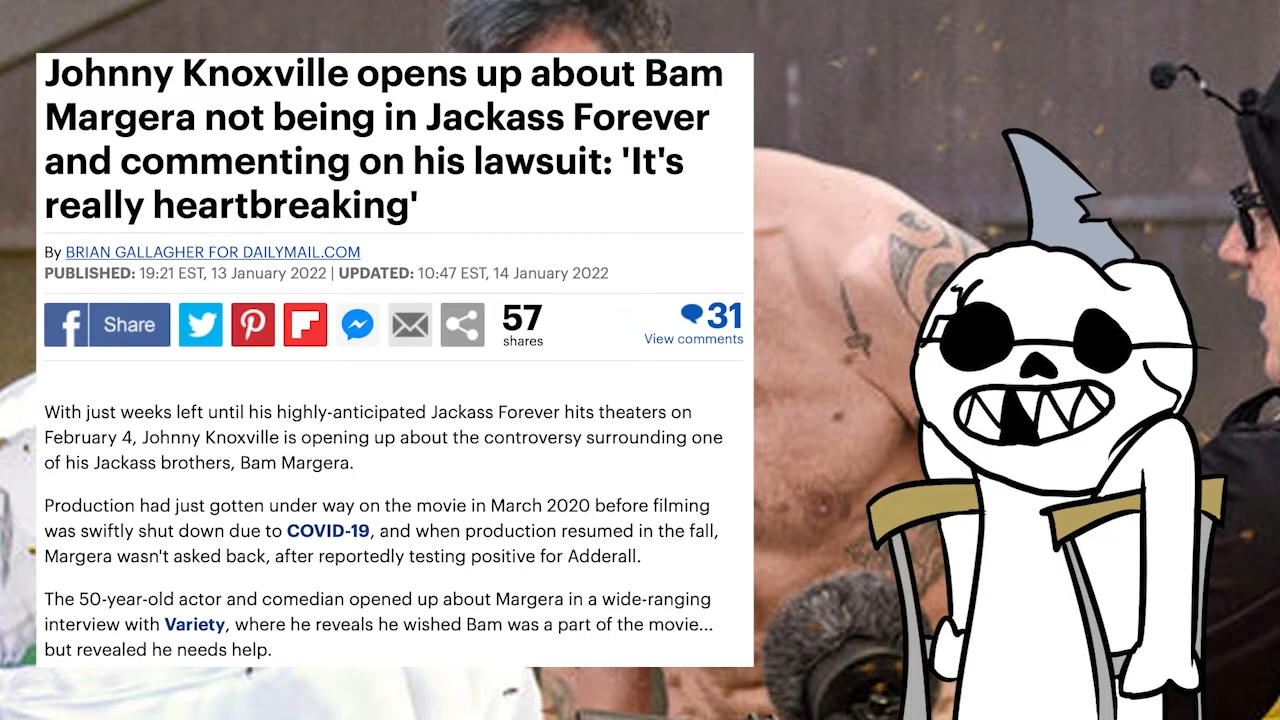 Johnny Knoxville opens up about Bam
Margera not being in Jackass Forever
and commenting on his lawsuit: 'It's
really heartbreaking'
By BRIAN GALLAGHER FOR DAILYMAIL.COM
PUBLISHED: 19:21 EST, 13 January 2022 | UPDATED: 10:47 EST, 14 January 2022
f Share
57
shares
31
View comments
With just weeks left until his highly-anticipated Jackass Forever hits theaters on
February 4, Johnny Knoxville is opening up about the controversy surrounding one
of his Jackass brothers, Bam Margera.
Production had just gotten under way on the movie in March 2020 before filming
was swiftly shut down due to COVID-19, and when production resumed in the fall,
Margera wasn't asked back, after reportedly testing positive for Adderall.
The 50-year-old actor and comedian opened up about Margera in a wide-ranging
interview with Variety, where he reveals he wished Bam was a part of the movie...
but revealed he needs help.